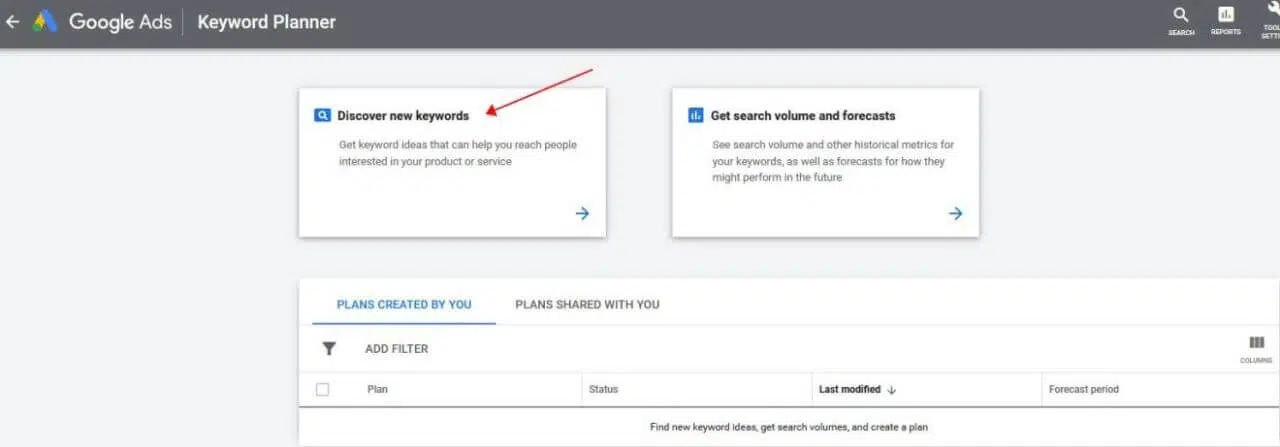 Google Ads
Keyword Planner
SEARCH
REPORTS
Discover new keywords
Get keyword ideas that can help you reach people
interested in your product or service
Get search volume and forecasts
See search volume and other historical metrics for
your keywords, as well as forecasts for how they
might perform in the future
PLANS CREATED BY YOU
PLANS SHARED WITH YOU
ADD FILTER
COLUMNS
Plan
Status
Last modified
Forecast period
Find new keyword ideas, get search volumes, and create a plan